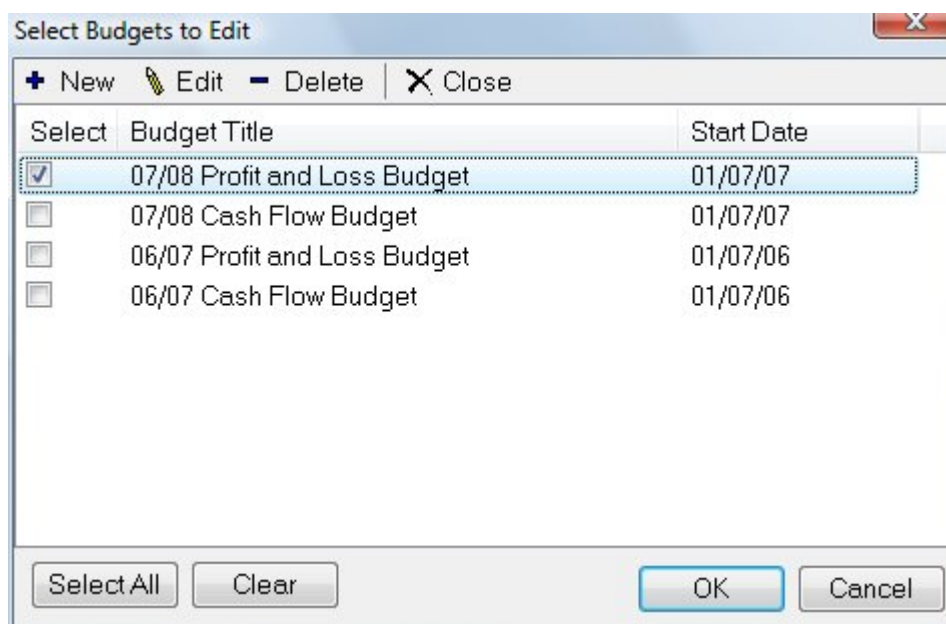 Select Budgets to Edit
New Edit Delete Close
Select Budget Title Start Date
07/08 Profit and Loss Budget 01/07/07
07/08 Cash Flow Budget 01/07/07
06/07 Profit and Loss Budget 01/07/06
06/07 Cash Flow Budget 01/07/06
Select All Clear OK Cancel